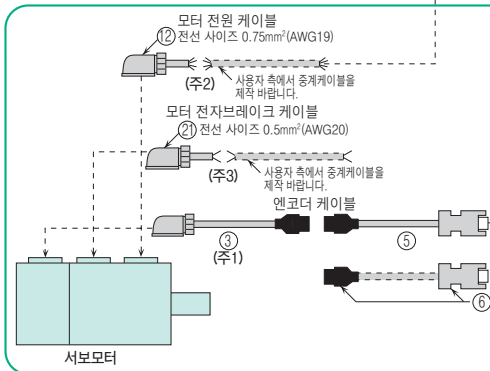 모터 전원 케이블
⑫ 전선 사이즈 0.75mm²(AWG19)
(주2)
사용자 측에서 중계케이블을
제작 바랍니다.
모터 전자브레이크 케이블
㉑ 전선 사이즈 0.5mm²(AWG20)
(주3)
사용자 측에서 중계케이블을
제작 바랍니다.
엔코더 케이블
③
(주1)
⑤
⑥
서보모터